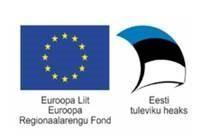 Euroopa Liit
Euroopa
Regionaalarengu Fond
Eesti
tuleviku heaks